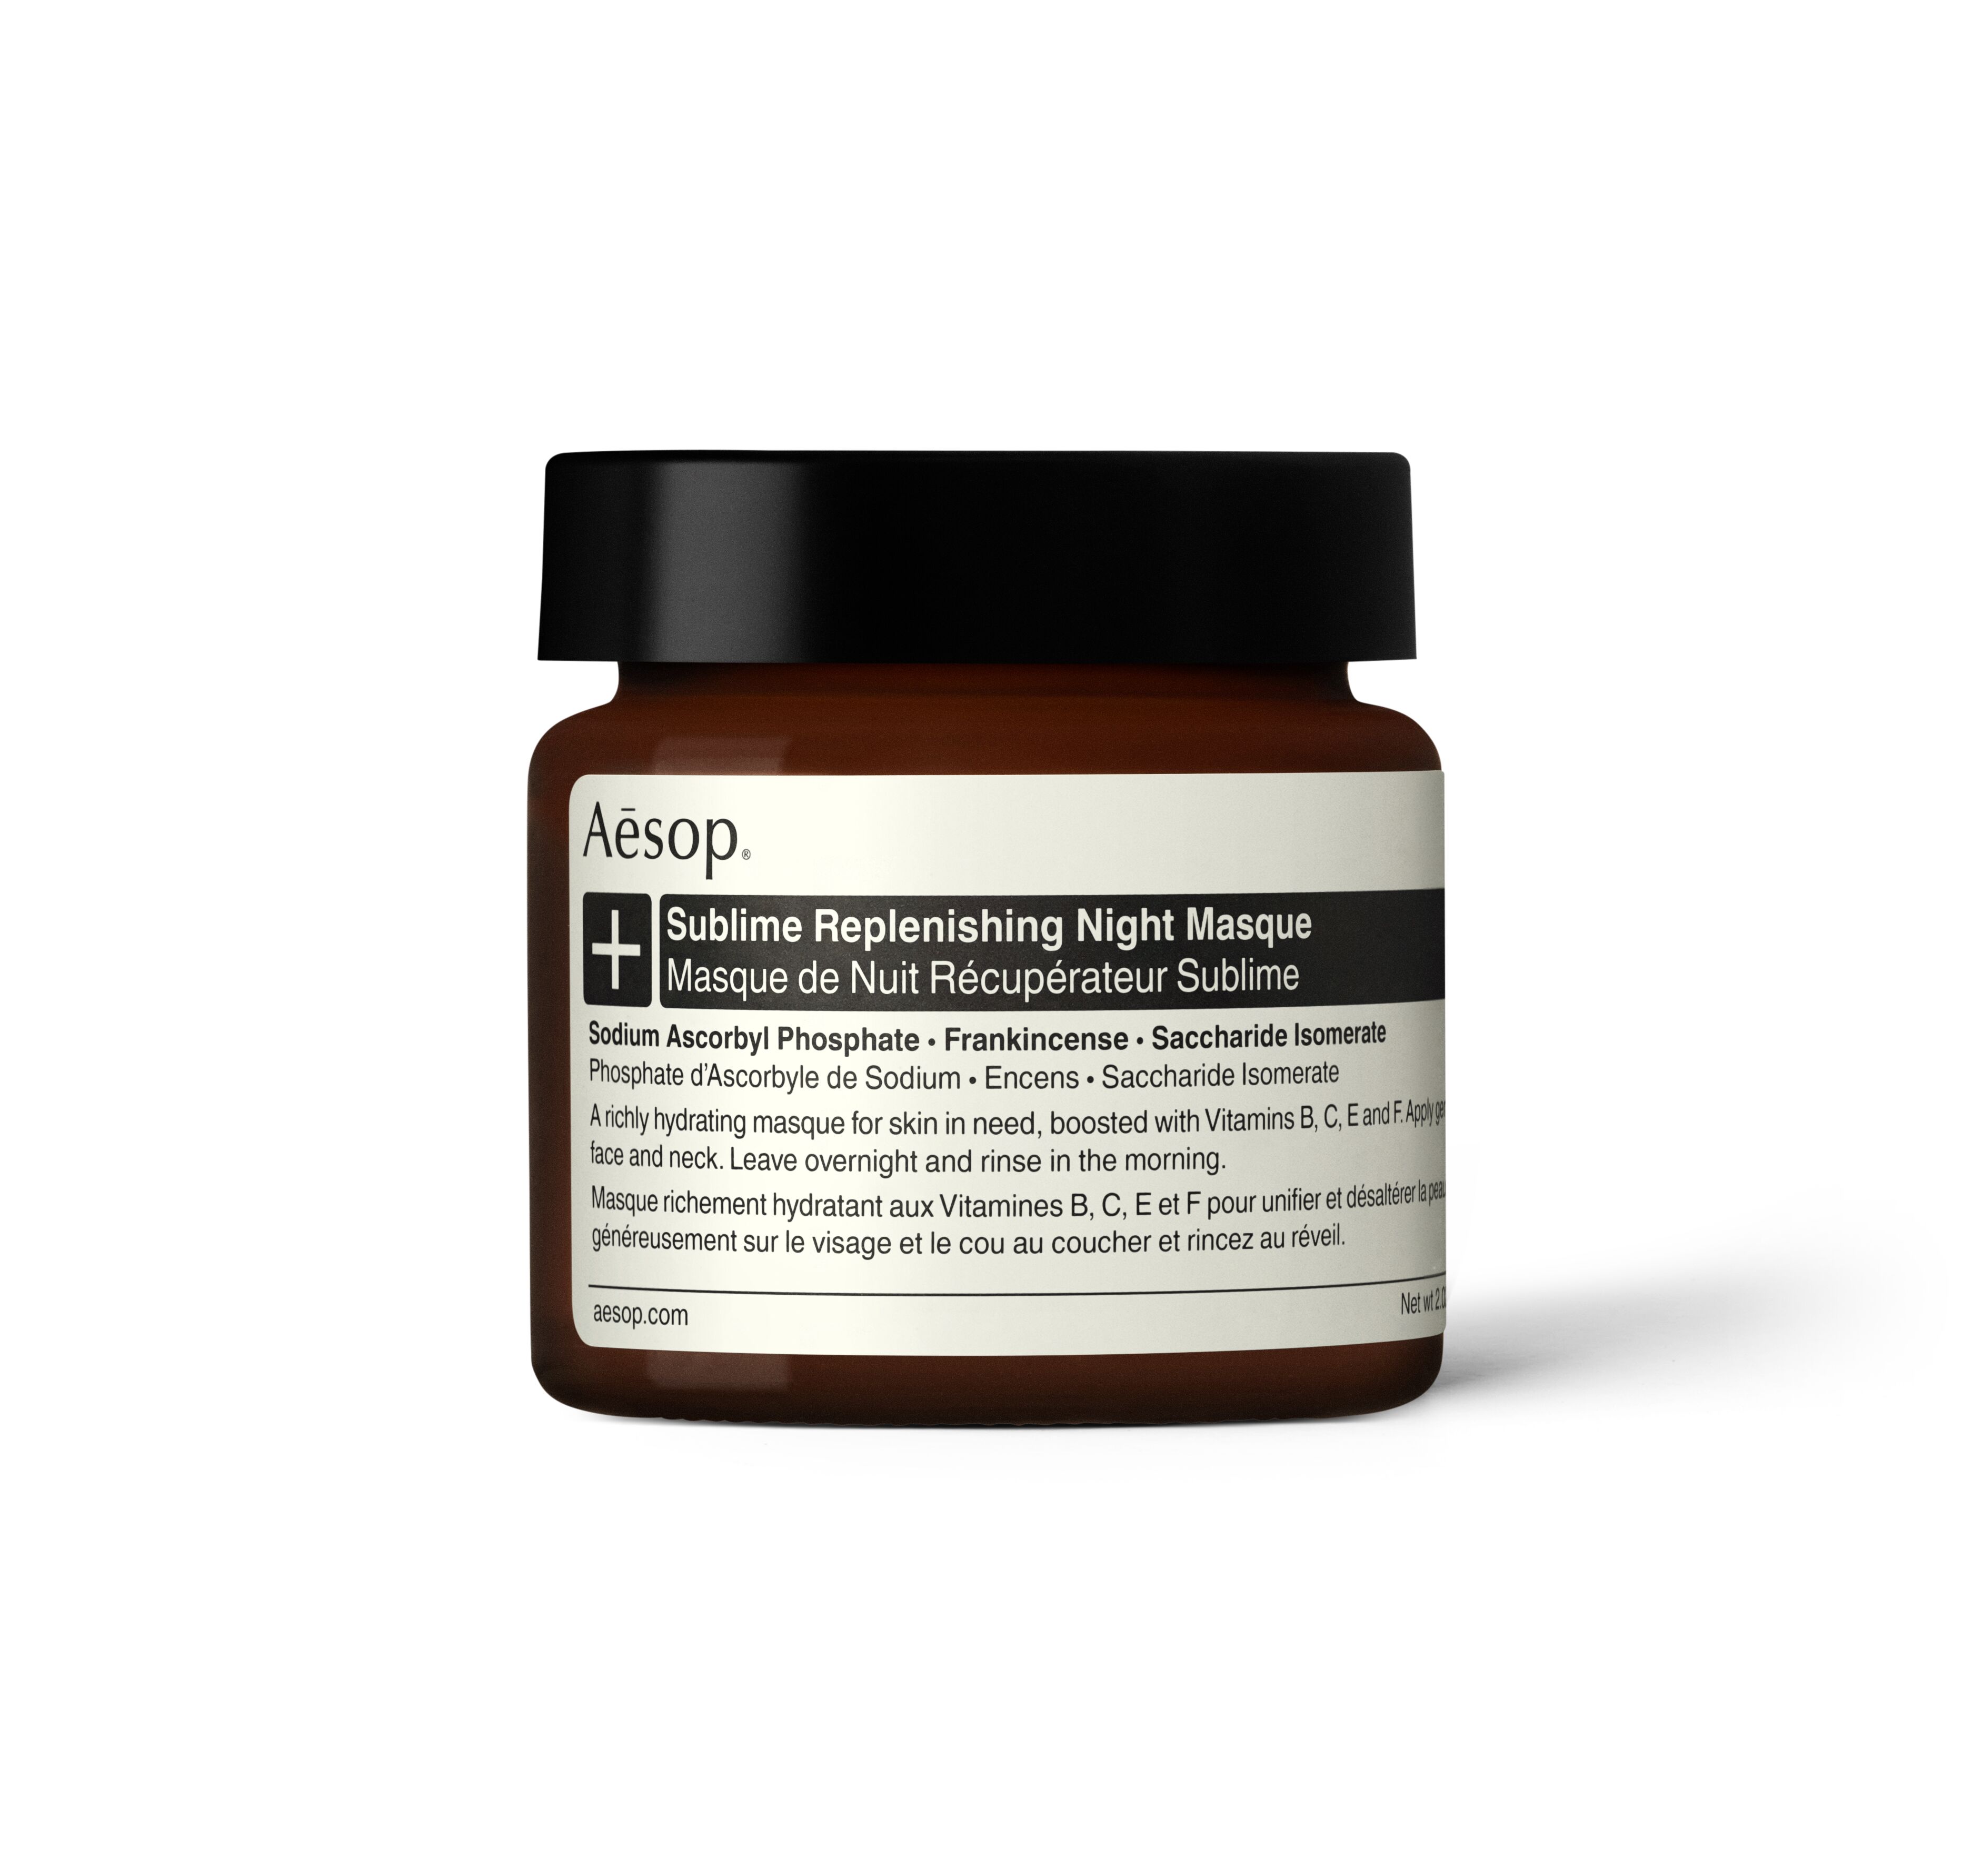 Aēsop®
+
Sublime Replenishing Night Masque
Masque de Nuit Récupérateur Sublime
Sodium Ascorbyl Phosphate • Frankincense • Saccharide Isomerate
Phosphate d’Ascorbyle de Sodium • Encens • Saccharide Isomerate
A richly hydrating masque for skin in need, boosted with Vitamins B, C, E and F. Apply
face and neck. Leave overnight and rinse in the morning.
Masque richement hydratant aux Vitamines B, C, E et F pour unifier et désaltérer la peau
généreusement sur le visage et le cou au coucher et rincez au réveil.
aesop.com
Net wt